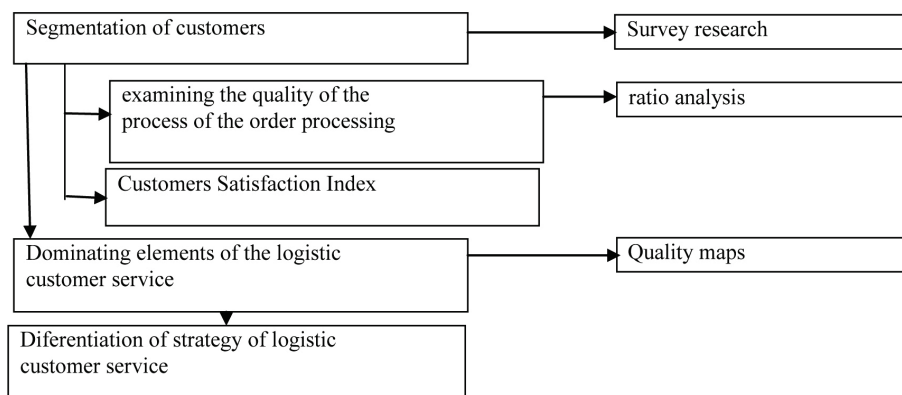 Segmentation of customers
Survey research
examining the quality of the
process of the order processing
ratio analysis
Customers Satisfaction Index
Dominating elements of the logistic
customer service
Quality maps
Diferentiation of strategy of logistic
customer service